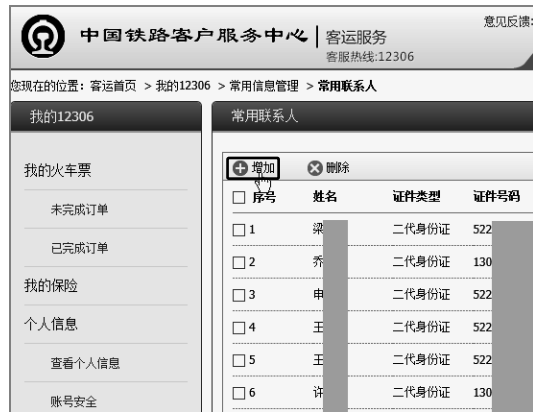 意见反馈:
中国铁路客户服务中心 客运服务
客服热线:12306
您现在的位置：客运首页 > 我的12306 > 常用信息管理 > 常用联系人
我的12306
常用联系人
增加 删除
我的火车票
序号 姓名 证件类型 证件号码
未完成订单
1 梁 二代身份证 522
已完成订单
2 乔 二代身份证 130
我的保险
3 申 二代身份证 522
个人信息
4 王 二代身份证 522
查看个人信息
5 王 二代身份证 522
账号安全
6 许 二代身份证 130